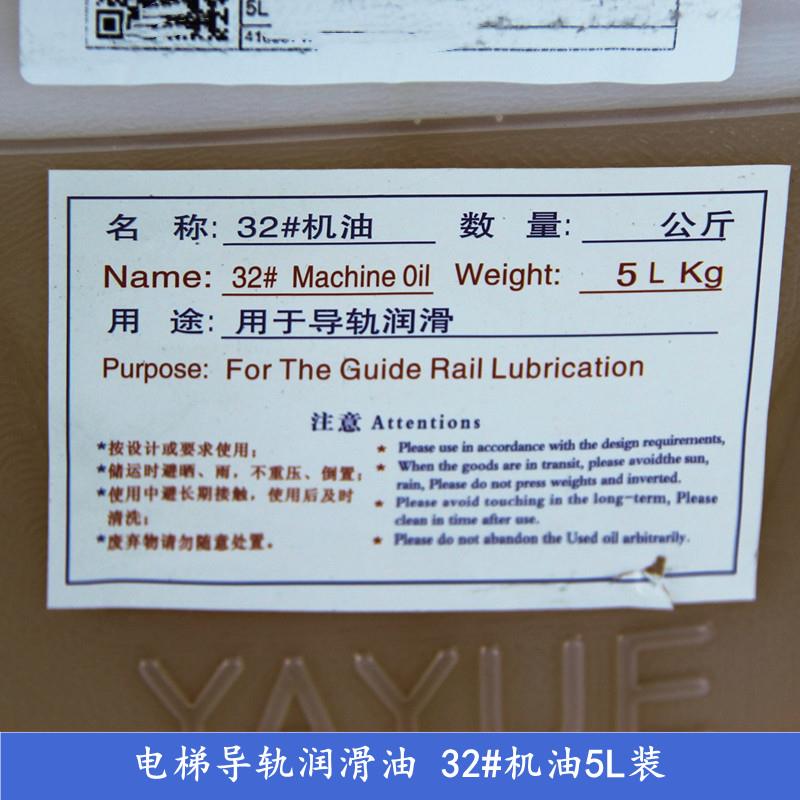 5L
名 称: 32#机油 数 量: 公斤
Name: 32# Machine Oil Weight: 5 L Kg
用 途: 用于导轨润滑
Purpose: For The Guide Rail Lubrication
注意 Attentions
*按设计或要求使用;
*储运时避晒、雨,不重压、倒置;
*使用中避长期接触,使用后及时
清洗;
*废弃物请勿随意处置。
★ Please use in accordance with the design requirements,
★ When the goods are in transit, please avoidthe sun,
rain, Please do not press weights and inverted.
★ Please avoid touching in the long-term, Please
clean in time after use.
★ Please do not abandon the Used oil arbitrarily.
YAYUE
电梯导轨润滑油 32#机油5L装